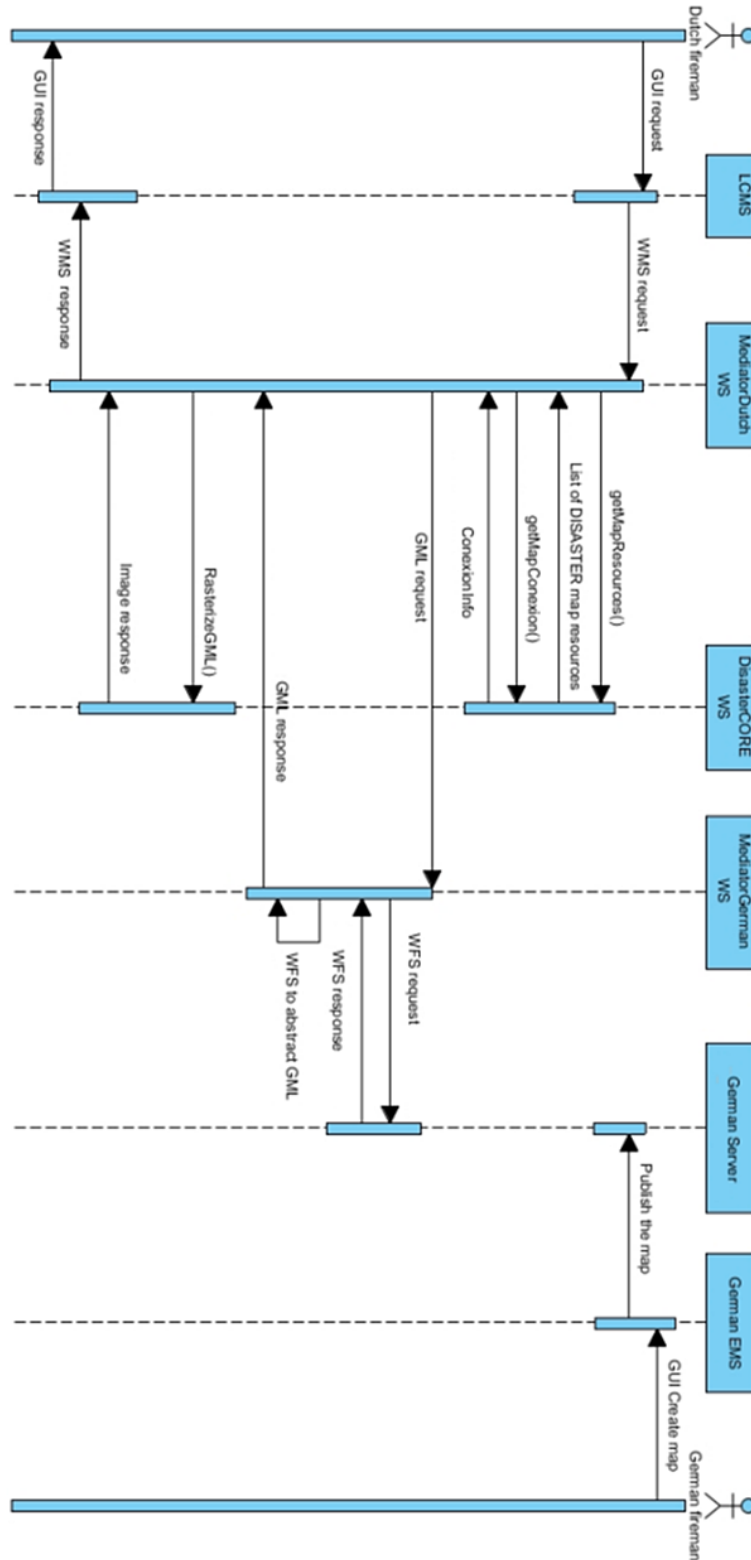 Dutch fireman
LCMS
MediatorDutch
WS
DisasterCORE
WS
MediatorGerman
WS
German Server
German EMS
German fireman
GUI Create map
GUI request
WMS request
Publish the map
getMapResources()
List of DISASTER map resources
getMapConexion()
ConexionInfo
GML request
WFS request
WFS response
WFS to abstract GML
GML response
RasterizeGML()
Image response
WMS response
GUI response